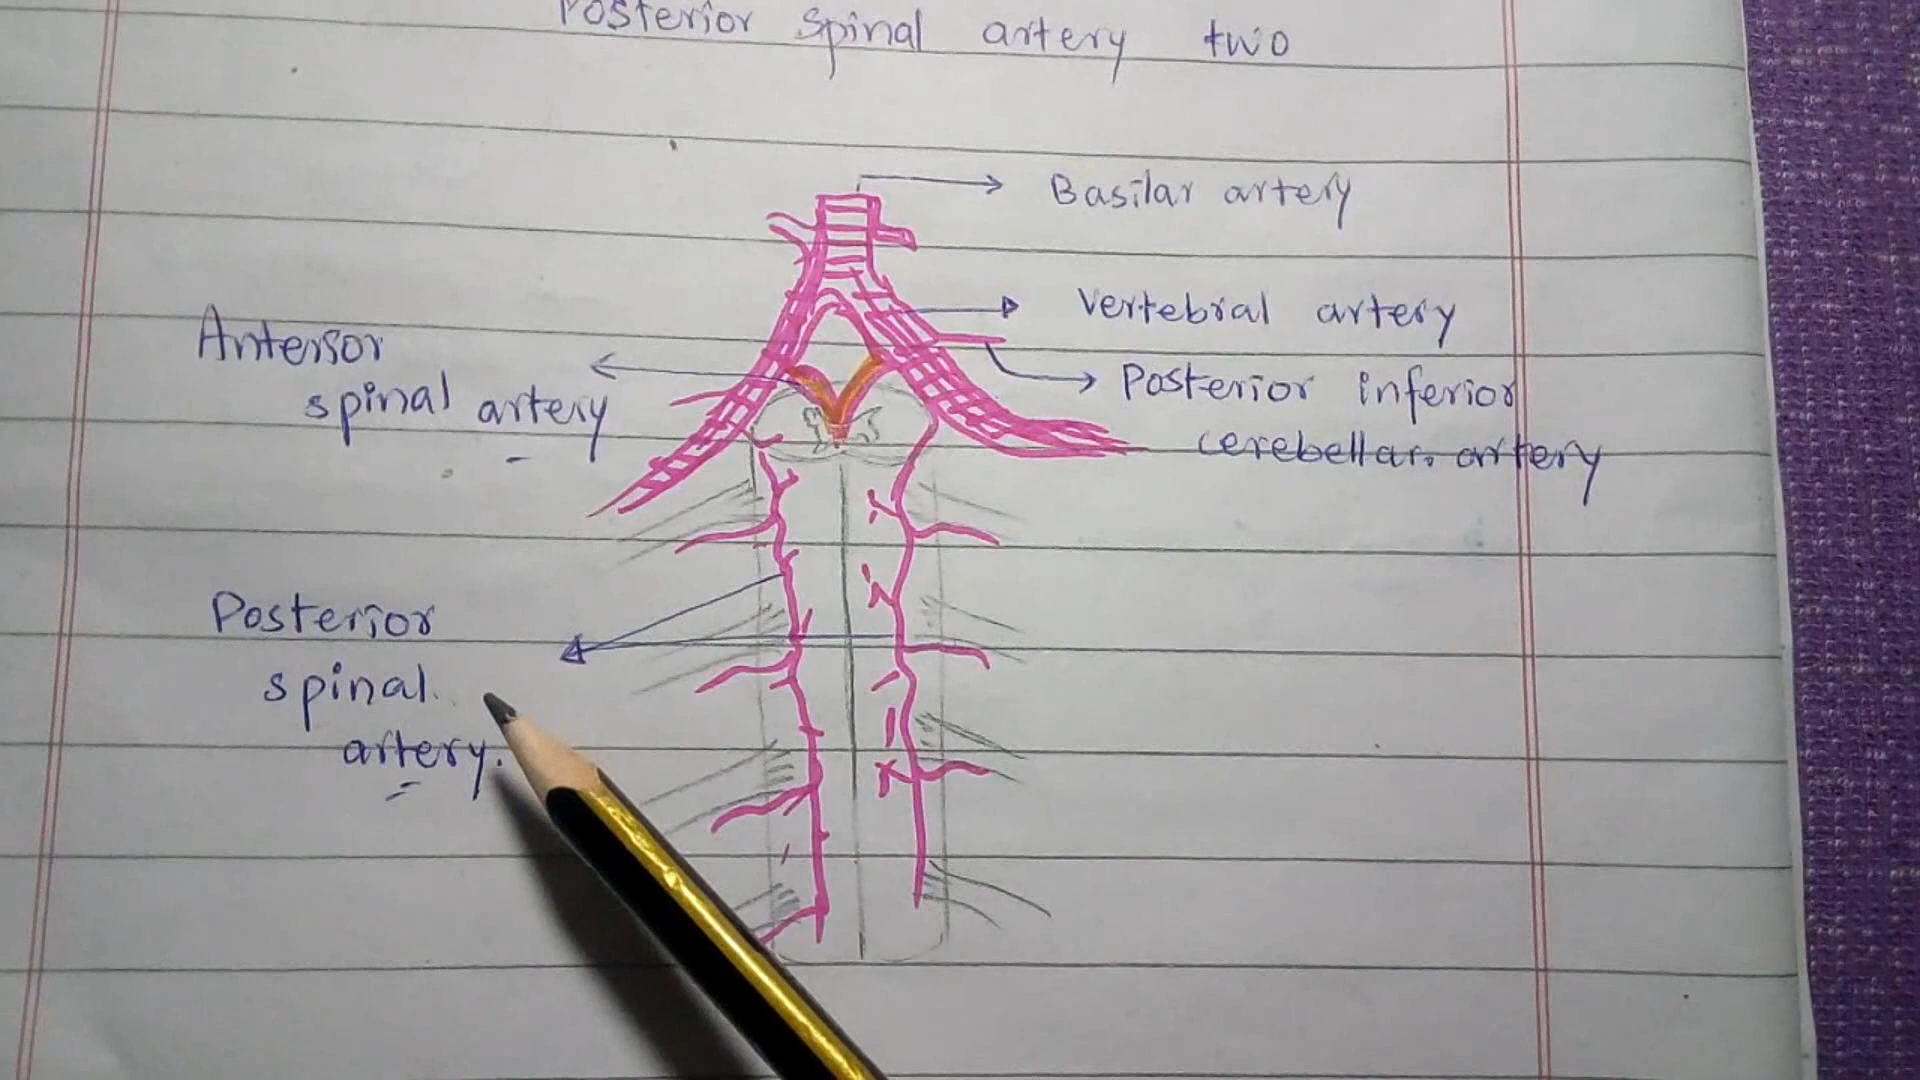 Posterior spinal artery two
Basilar artery
Vertebral artery
Anterior
spinal artery
Posterior inferior
cerebellar artery
Posterior
spinal
artery.